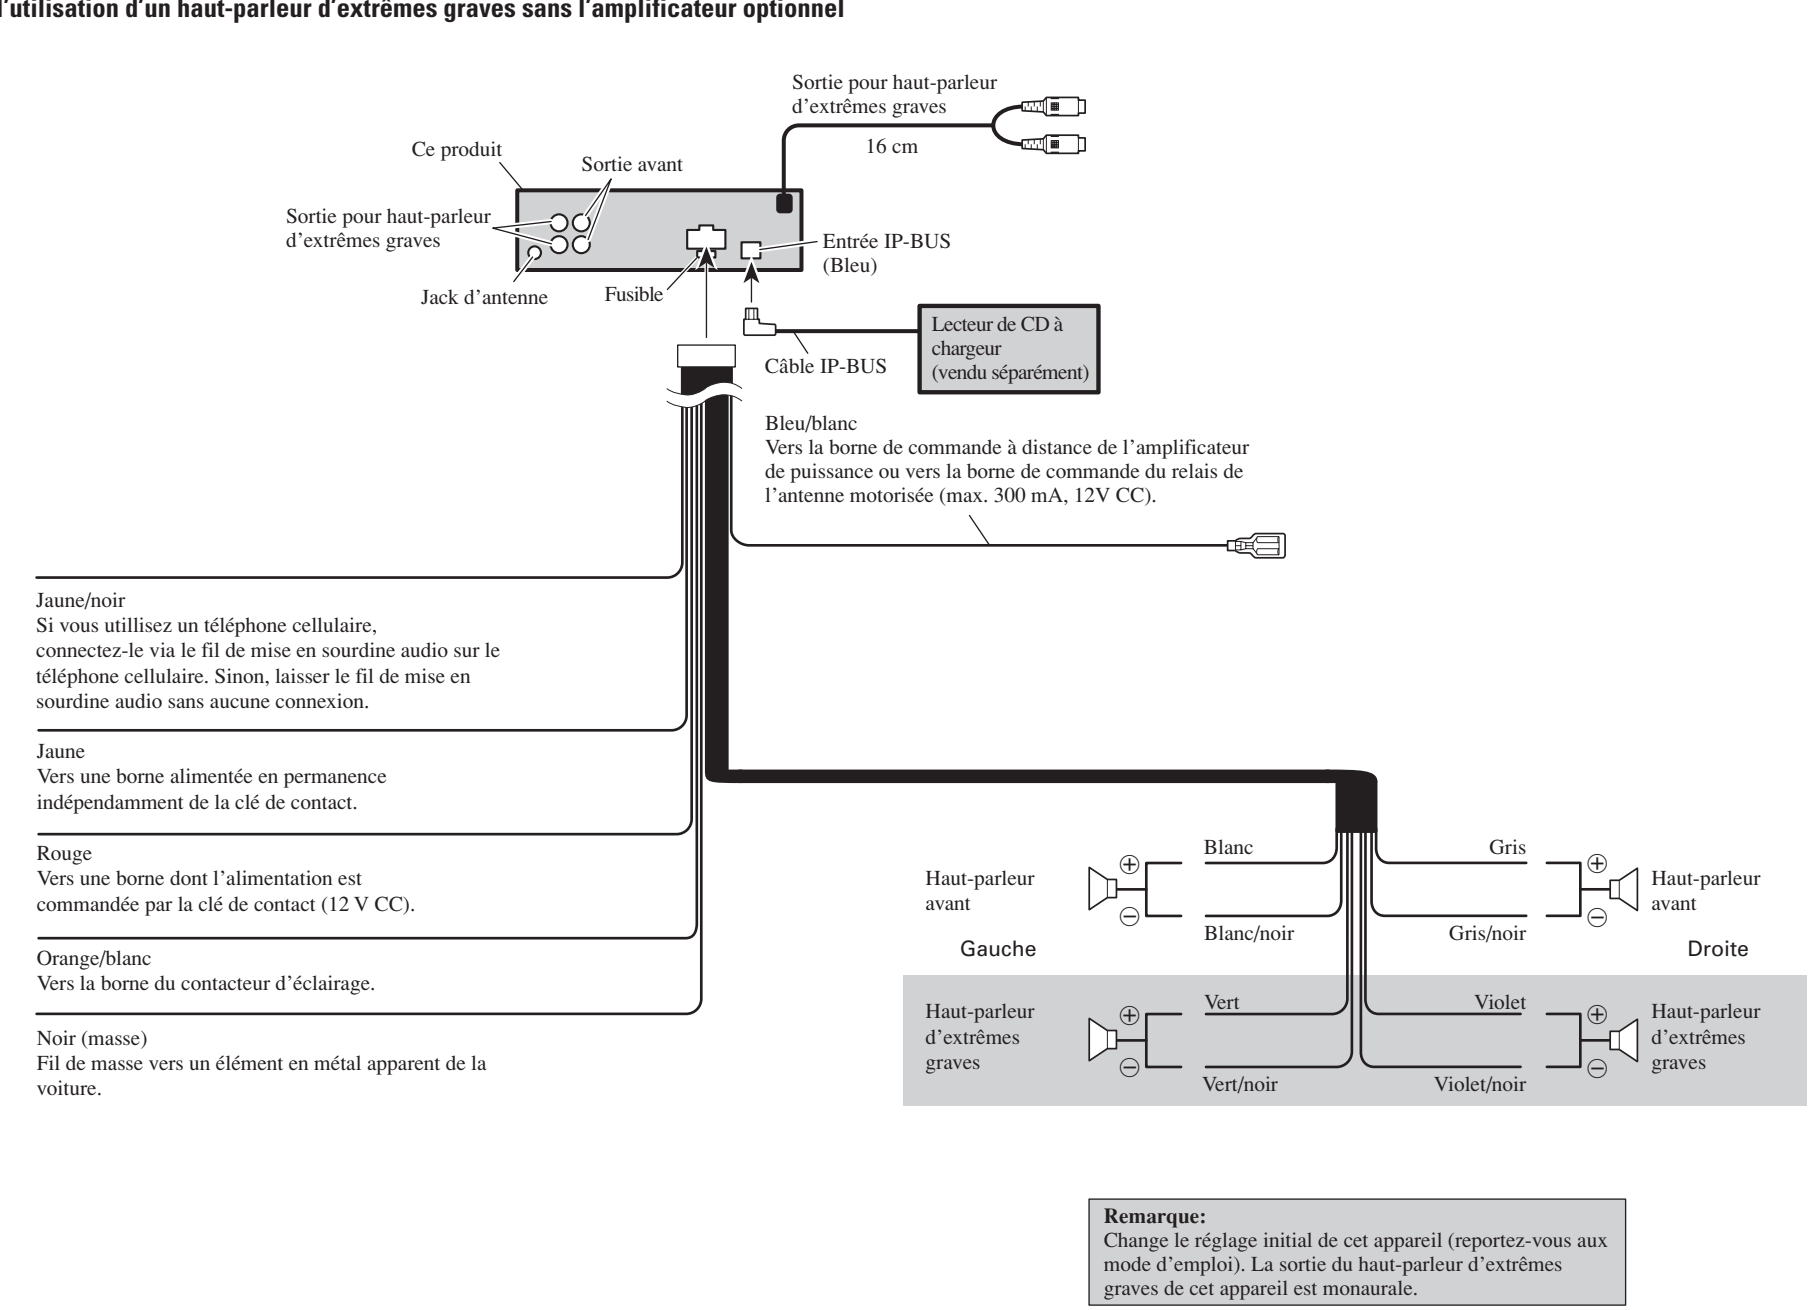 l'utilisation d'un haut-parleur d'extrêmes graves sans l'amplificateur optionnel
Sortie pour haut-parleur
d'extrêmes graves
16 cm
Ce produit
Sortie avant
Sortie pour haut-parleur
d'extrêmes graves
Entrée IP-BUS
(Bleu)
Jack d'antenne
Fusible
Lecteur de CD à
chargeur
(vendu séparément)
Câble IP-BUS
Bleu/blanc
Vers la borne de commande à distance de l'amplificateur
de puissance ou vers la borne de commande du relais de
l'antenne motorisée (max. 300 mA, 12V CC).
Jaune/noir
Si vous utillisez un téléphone cellulaire,
connectez-le via le fil de mise en sourdine audio sur le
téléphone cellulaire. Sinon, laisser le fil de mise en
sourdine audio sans aucune connexion.
Jaune
Vers une borne alimentée en permanence
indépendamment de la clé de contact.
Rouge
Vers une borne dont l'alimentation est
commandée par la clé de contact (12 V CC).
Orange/blanc
Vers la borne du contacteur d'éclairage.
Noir (masse)
Fil de masse vers un élément en métal apparent de la
voiture.
Haut-parleur
avant
Gauche
⊕
⊖
Blanc
Blanc/noir
Gris
Gris/noir
⊕
⊖
Haut-parleur
avant
Droite
Haut-parleur
d'extrêmes
graves
⊕
⊖
Vert
Vert/noir
Violet
Violet/noir
⊕
⊖
Haut-parleur
d'extrêmes
graves
Remarque:
Change le réglage initial de cet appareil (reportez-vous aux
mode d'emploi). La sortie du haut-parleur d'extrêmes
graves de cet appareil est monaurale.